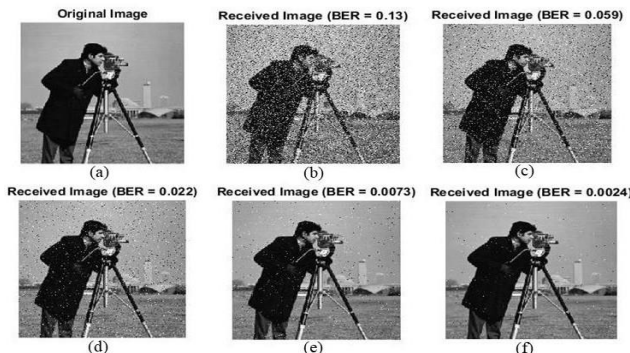 Original Image
Received Image (BER = 0.13)
Received Image (BER = 0.059)
(a)
(b)
(c)
Received Image (BER = 0.022)
Received Image (BER = 0.0073)
Received Image (BER = 0.0024)
(d)
(e)
(f)